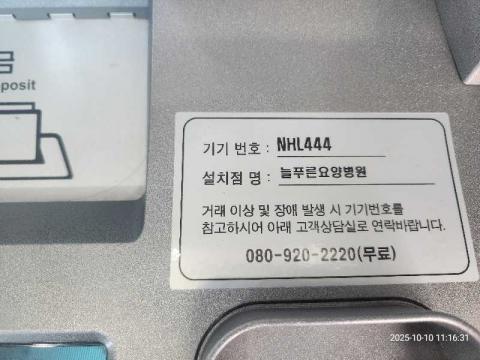 금
posit
기기 번호 : NHL444
설치점 명 : 늘푸른요양병원
거래 이상 및 장애 발생 시 기기번호를
참고하시어 아래 고객상담실로 연락바랍니다.
080-920-2220(무료)
2025-10-10 11:16:31